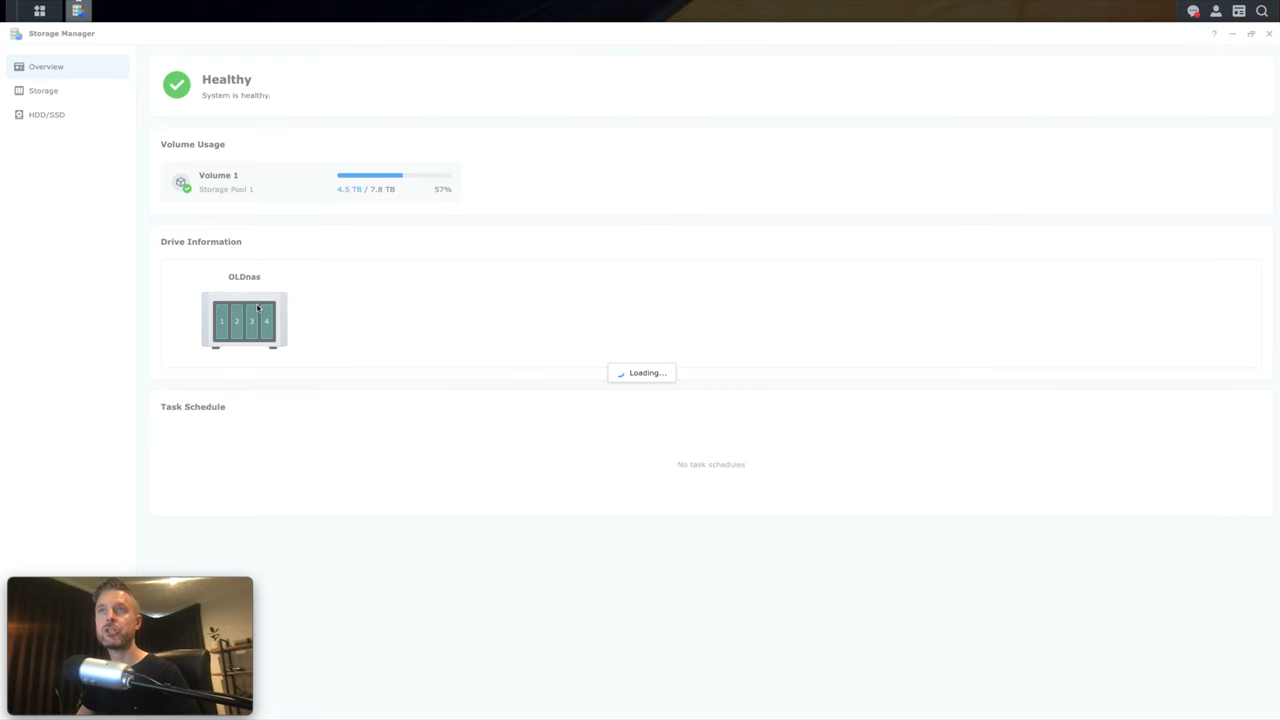 Storage Manager
?
Overview
Storage
HDD/SSD
Healthy
System is healthy.
Volume Usage
Volume 1
Storage Pool 1
4.5 TB / 7.8 TB
57%
Drive Information
OLDnas
1 2 3 4
Loading...
Task Schedule
No task schedules